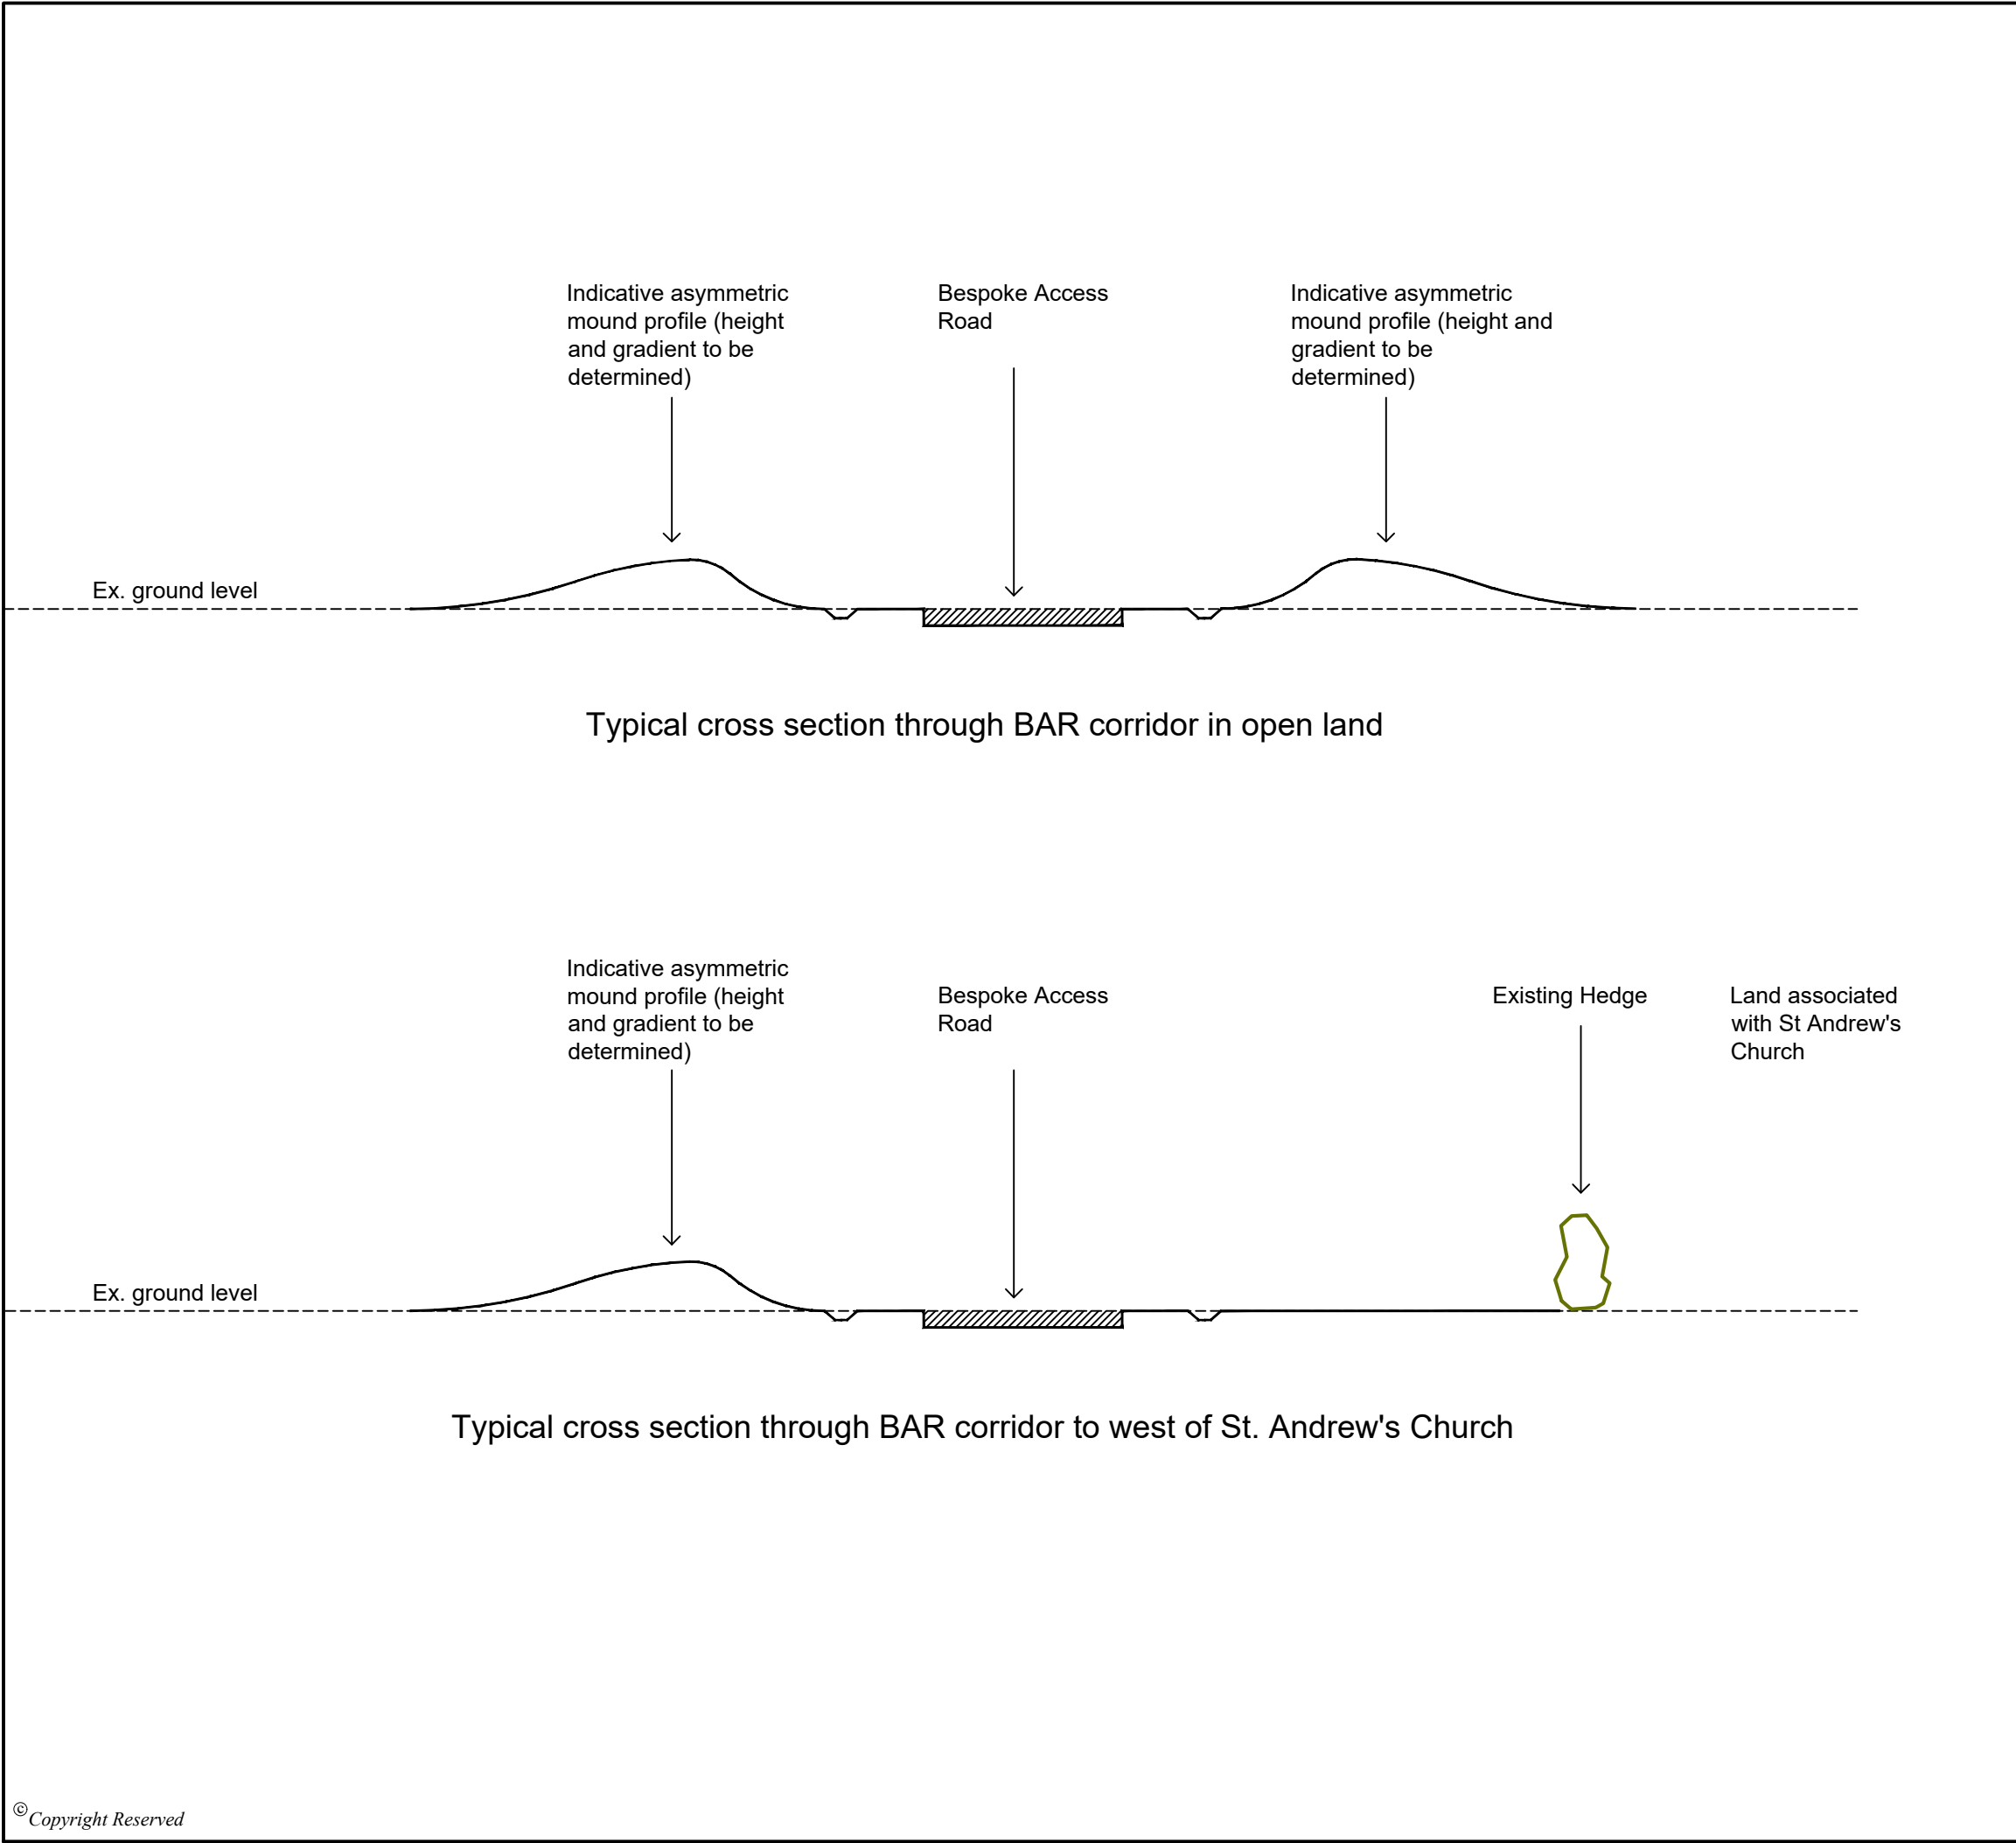 Indicative asymmetric
mound profile (height
and gradient to be
determined)
Bespoke Access
Road
Indicative asymmetric
mound profile (height and
gradient to be
determined)
Ex. ground level
Typical cross section through BAR corridor in open land
Indicative asymmetric
mound profile (height
and gradient to be
determined)
Bespoke Access
Road
Existing Hedge
Land associated
with St Andrew's
Church
Ex. ground level
Typical cross section through BAR corridor to west of St. Andrew's Church
©Copyright Reserved